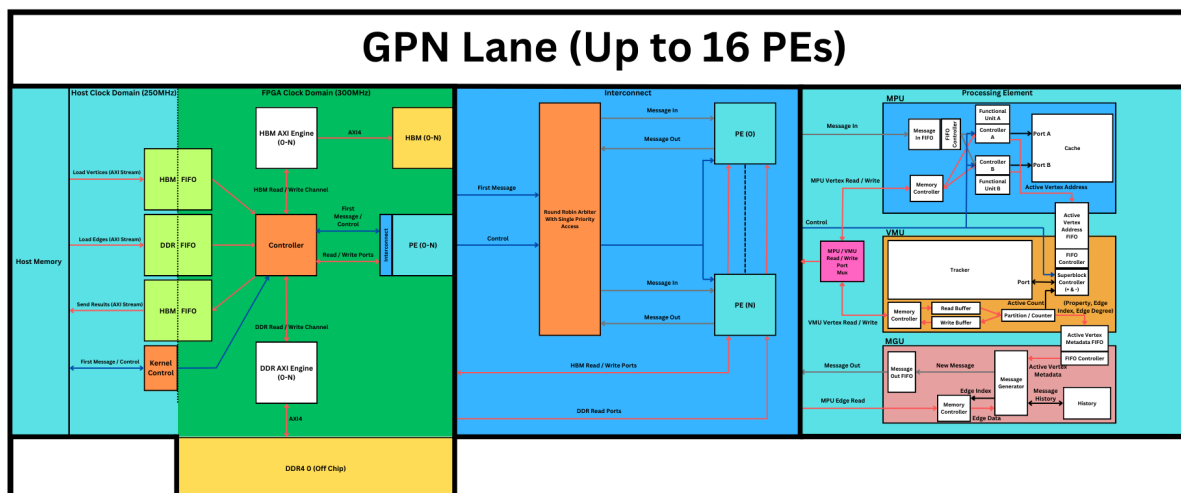 GPN Lane (Up to 16 PEs)
Host Clock Domain (250MHz)
FPGA Clock Domain (300MHz)
Host Memory
Load Vertices (AXI Stream)
Load Edges (AXI Stream)
Send Results (AXI Stream)
First Message / Control
HBM FIFO
DDR FIFO
HBM FIFO
Kernel
Control
HBM AXI Engine
(0-N)
AXI4
HBM (0-N)
HBM Read / Write Channel
Controller
First
Message /
Control
Read / Write Ports
Interconnect
PE (0-N)
DDR Read / Write Channel
DDR AXI Engine
(0-N)
AXI4
DDR4 0 (Off Chip)
Interconnect
First Message
Control
Round Robin Arbiter
With Single Priority
Access
Message In
Message Out
PE (0)
Message In
Message Out
PE (N)
HBM Read / Write Ports
DDR Read Ports
Processing Element
MPU
Message In
Message
In FIFO
FIFO
Controller
Functional
Unit A
Controller
A
Port A
Cache
Controller
B
Port B
Functional
Unit B
MPU Vertex Read / Write
Memory
Controller
Active Vertex
Address
Control
Active
Vertex
Address
FIFO
FIFO
Controller
VMU
MPU / VMU
Read / Write
Port
Mux
Tracker
Port
Superblock
Controller
(+ & -)
Active Count
(Property, Edge
Index, Edge Degree)
VMU Vertex Read / Write
Memory
Controller
Read Buffer
Write Buffer
Partition / Counter
Active Vertex
Metadata FIFO
FIFO Controller
MGU
Message Out
Message
Out FIFO
New Message
Message
Generator
Active Vertex
Metadata
Edge Index
Message
History
History
MPU Edge Read
Memory
Controller
Edge Data